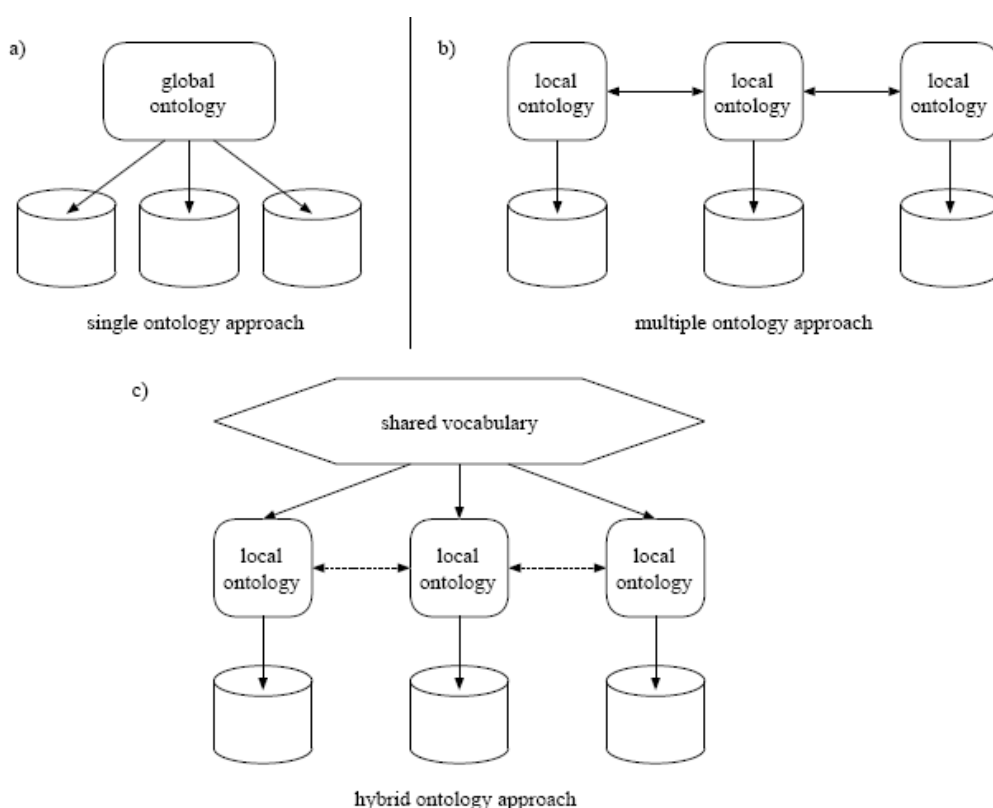 a)
global
ontology
single ontology approach
b)
local
ontology
local
ontology
local
ontology
multiple ontology approach
c)
shared vocabulary
local
ontology
local
ontology
local
ontology
hybrid ontology approach